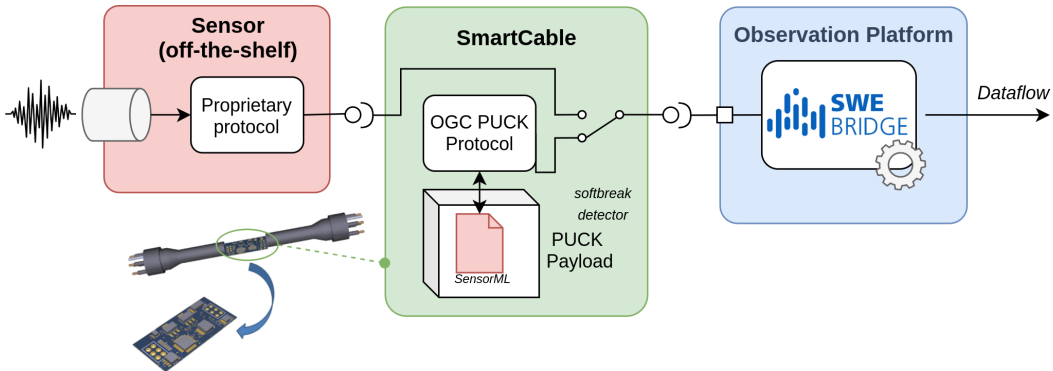 Sensor
(off-the-shelf)
Proprietary
protocol
SmartCable
OGC PUCK
Protocol
softbreak
detector
PUCK
Payload
SensorML
Observation Platform
SWE
BRIDGE
Dataflow